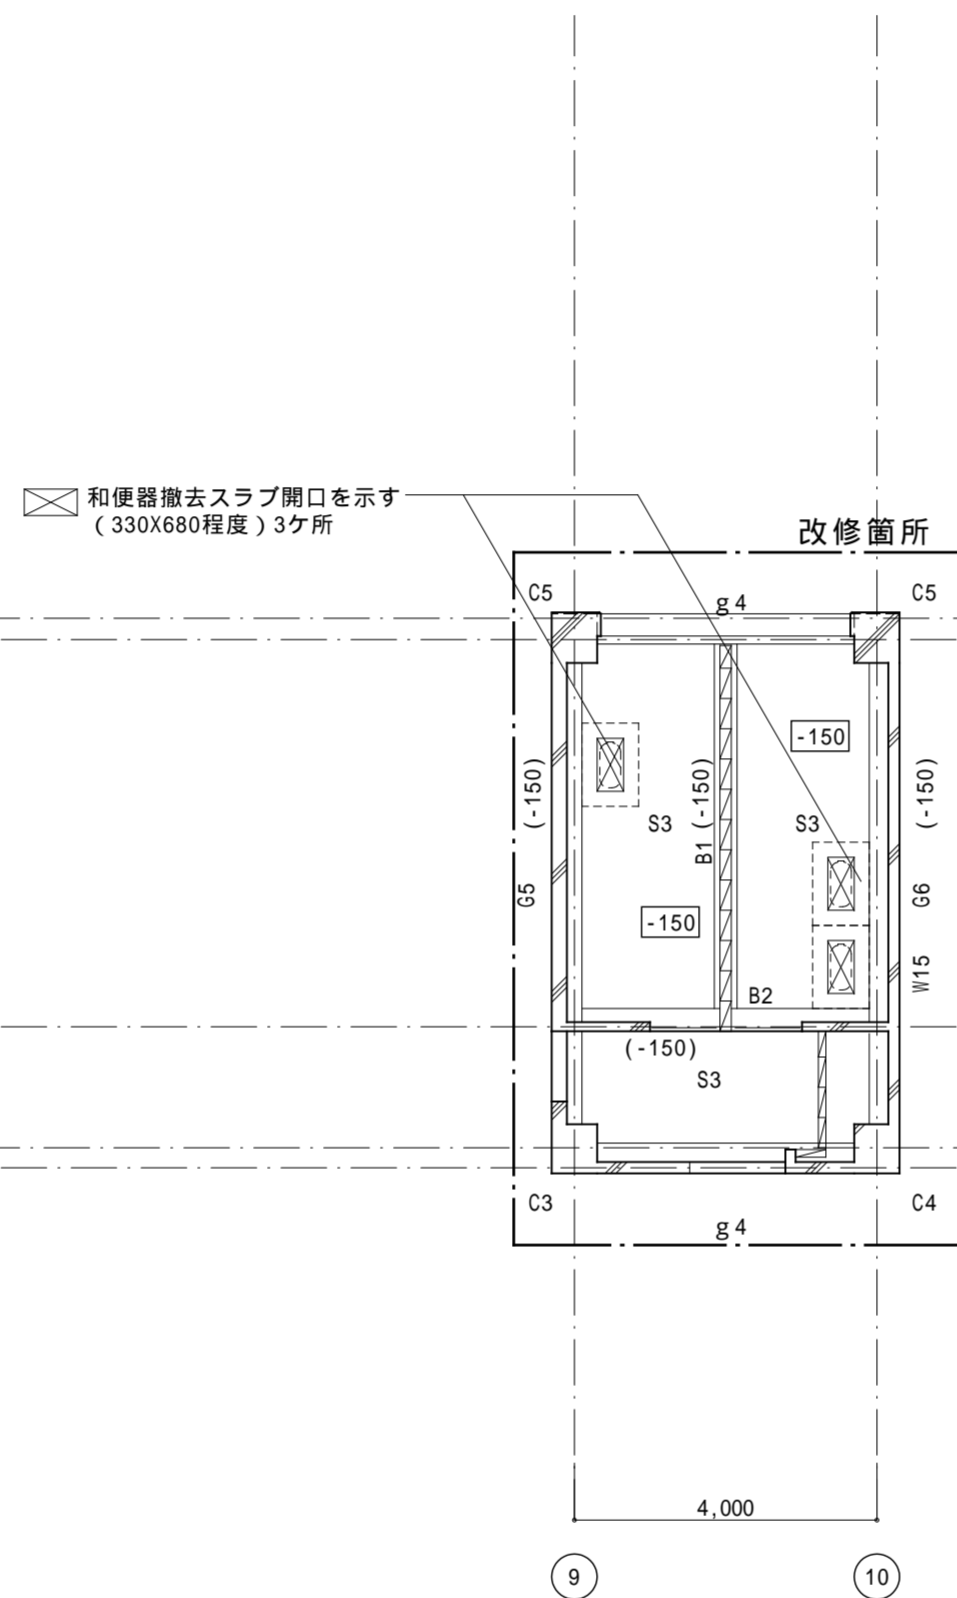 和便器撤去スラブ開口を示す
(330X680程度)3ケ所
改修箇所
C5
C5
g4
-150
(-150)
(-150)
(-150)
S3
S3
B1
G5
G6
-150
W15
B2
(-150)
S3
C3
C4
g4
4,000
9
10